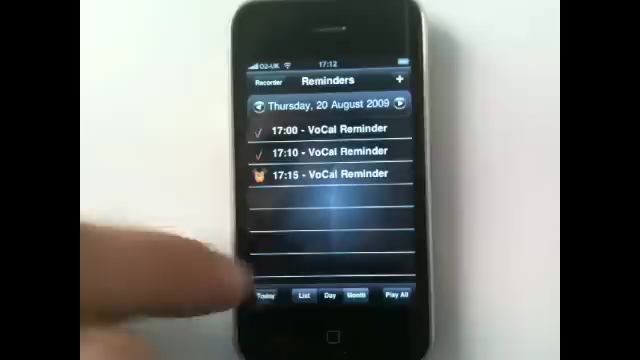 O2-UK 17:12
Recorder Reminders +
Thursday, 20 August 2009
17:00 - VoCal Reminder
17:10 - VoCal Reminder
17:15 - VoCal Reminder
Today List Day Month Play All